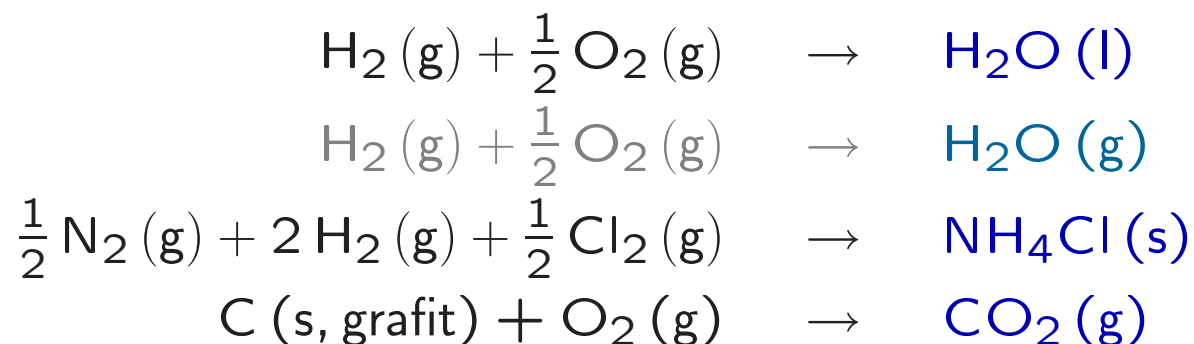 H₂ (g) + ½ O₂ (g) → H₂O (l)
H₂ (g) + ½ O₂ (g) → H₂O (g)
½ N₂ (g) + 2 H₂ (g) + ½ Cl₂ (g) → NH₄Cl (s)
C (s, grafit) + O₂ (g) → CO₂ (g)